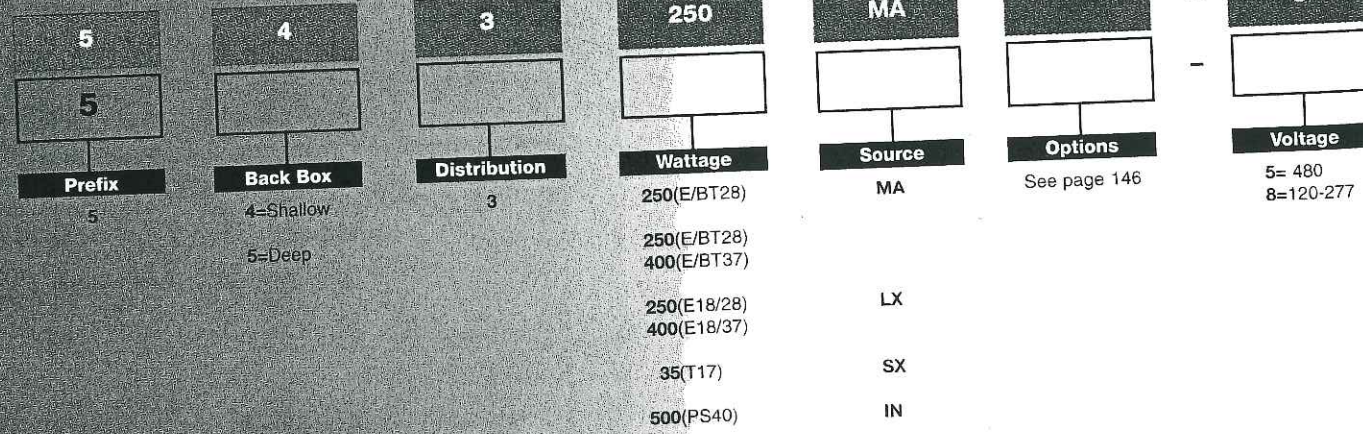 5 4 3 250 MA
5 -
Prefix Back Box Distribution Wattage Source Options Voltage
5 4=Shallow 3 250(E/BT28) MA See page 146 5= 480
8=120-277
5=Deep 250(E/BT28)
400(E/BT37)
250(E18/28) LX
400(E18/37)
35(T17) SX
500(PS40) IN